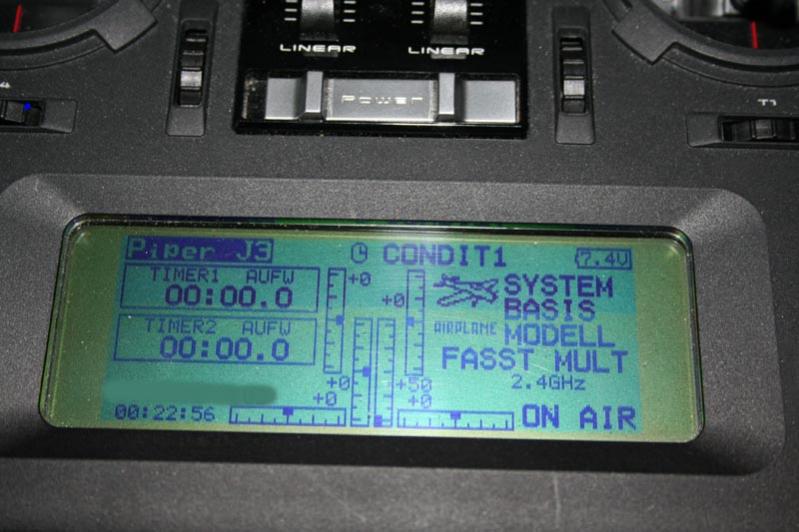 LINEAR LINEAR
POWER
T1
Piper J3 CONDIT1 7.4V
TIMER1 AUFW +0 SYSTEM
00:00.0 +0 BASIS
TIMER2 AUFW AIRPLANE MODELL
00:00.0 FASST MULT
+0 +50 2.4GHz
+0 +0
00:22:56 ON AIR